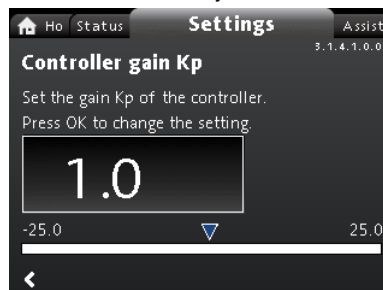 Ho Status Settings Assist
3.1.4.1.0.0
Controller gain Kp
Set the gain Kp of the controller.
Press OK to change the setting.
1.0
-25.0 25.0